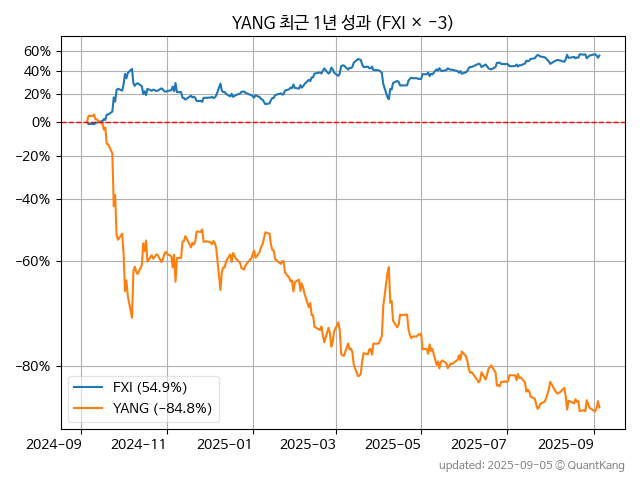 YANG 최근 1년 성과 (FXI × −3)
60%
40%
20%
0%
−20%
−40%
−60%
−80%
FXI (54.9%)
YANG (−84.8%)
2024-09 2024-11 2025-01 2025-03 2025-05 2025-07 2025-09
updated: 2025-09-05 © QuantKang